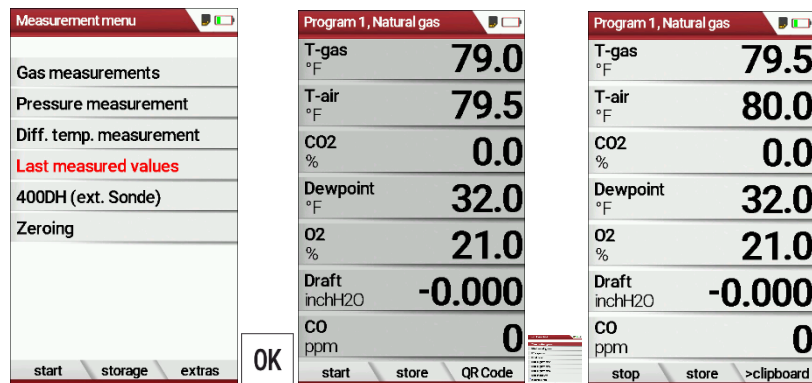 Measurement menu
Gas measurements
Pressure measurement
Diff. temp. measurement
Last measured values
400DH (ext. Sonde)
Zeroing
start storage extras
OK
Program 1, Natural gas
T-gas
°F
79.0
T-air
°F
79.5
CO2
%
0.0
Dewpoint
°F
32.0
O2
%
21.0
Draft
inchH2O
-0.000
CO
ppm
0
start store QR Code
Program 1, Natural gas
T-gas
°F
79.5
T-air
°F
80.0
CO2
%
0.0
Dewpoint
°F
32.0
O2
%
21.0
Draft
inchH2O
-0.000
CO
ppm
0
stop store >clipboard